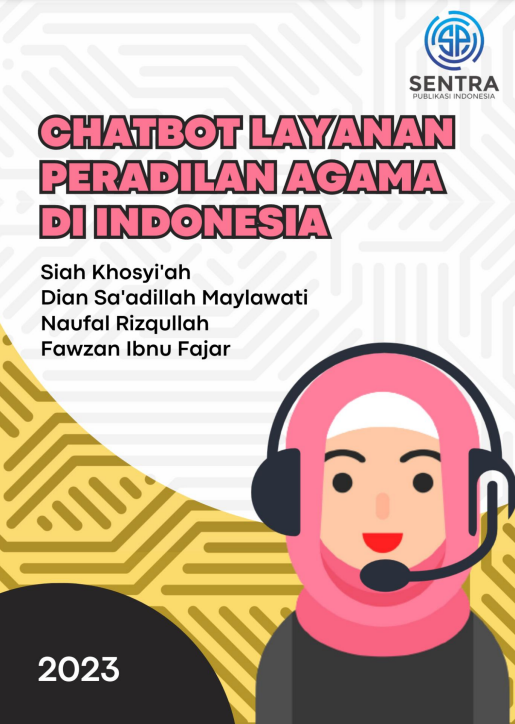 SENTRA
PUBLIKASI INDONESIA
CHATBOT LAYANAN
PERADILAN AGAMA
DI INDONESIA
Siah Khosyi'ah
Dian Sa'adillah Maylawati
Naufal Rizqullah
Fawzan Ibnu Fajar
2023